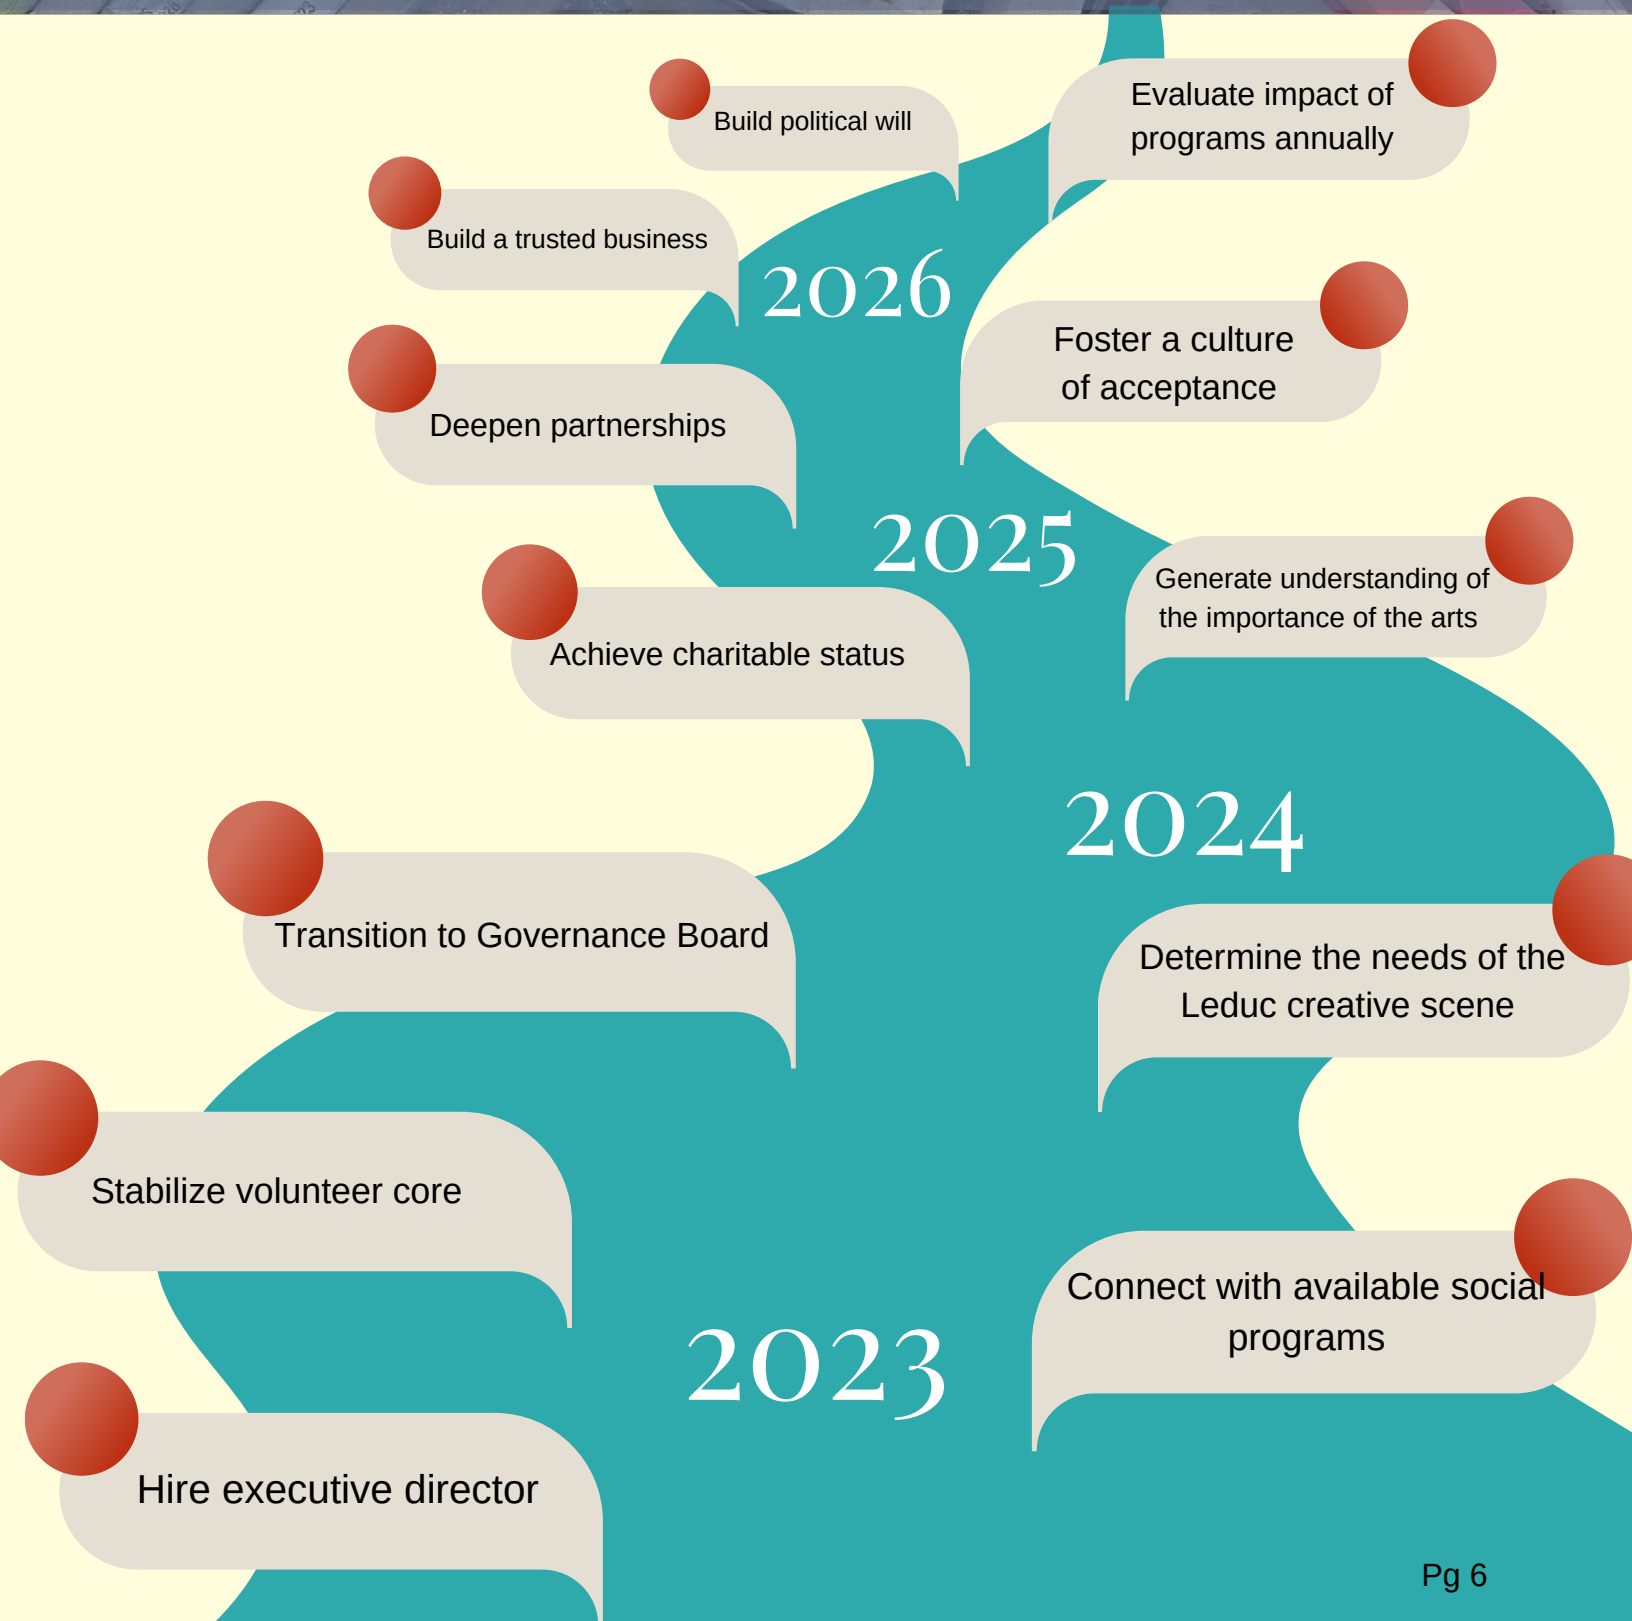 Build political will
Evaluate impact of
programs annually
Build a trusted business
2026
Foster a culture
of acceptance
Deepen partnerships
2025
Generate understanding of
the importance of the arts
Achieve charitable status
2024
Transition to Governance Board
Determine the needs of the
Leduc creative scene
Stabilize volunteer core
Connect with available social
programs
2023
Hire executive director
Pg 6